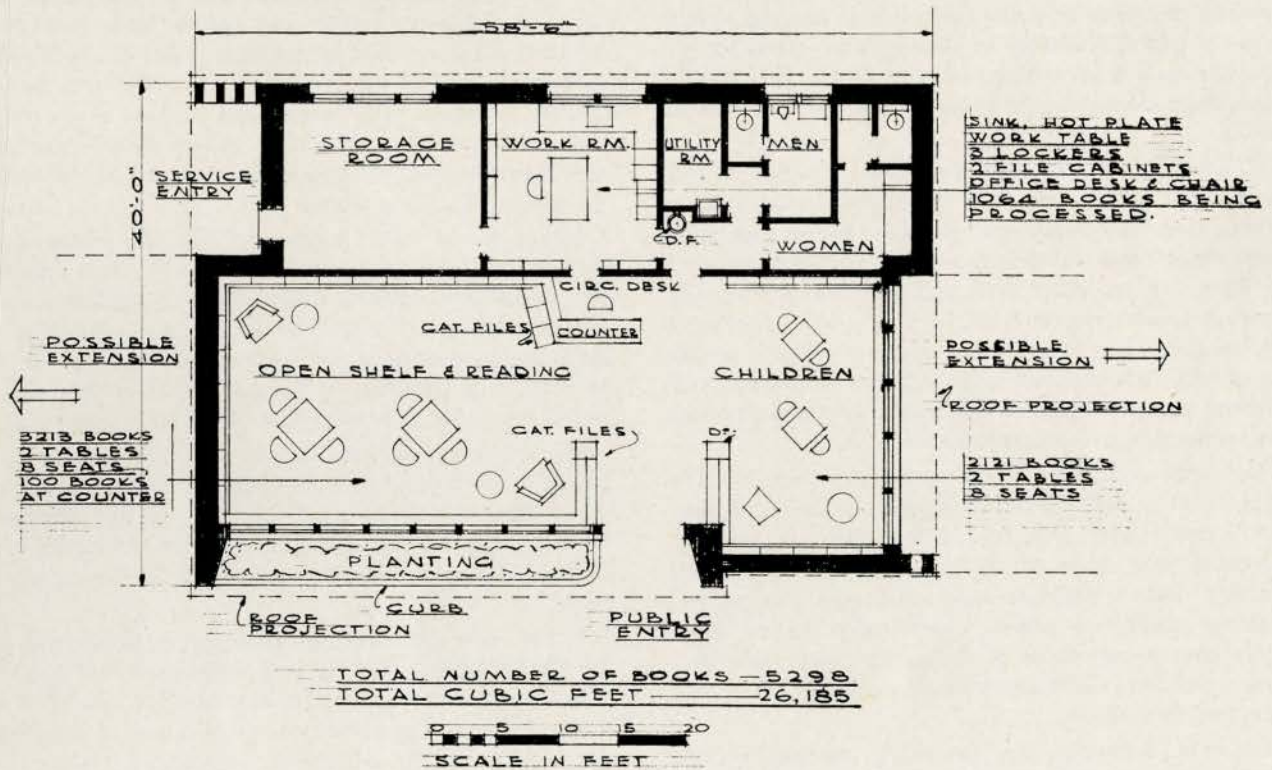 58'-6"
40'-0"
STORAGE
ROOM
WORK RM.
UTILITY
RM
MEN
SERVICE
ENTRY
SINK, HOT PLATE
WORK TABLE
3 LOCKERS
2 FILE CABINETS
OFFICE DESK & CHAIR
1064 BOOKS BEING
PROCESSED.
D.F.
WOMEN
CIRC. DESK
CAT. FILES
COUNTER
POSSIBLE
EXTENSION
OPEN SHELF & READING
CHILDREN
POSSIBLE
EXTENSION
ROOF PROJECTION
3213 BOOKS
2 TABLES
8 SEATS
100 BOOKS
AT COUNTER
CAT. FILES
DO.
2121 BOOKS
2 TABLES
8 SEATS
PLANTING
CURB
ROOF
PROJECTION
PUBLIC
ENTRY
TOTAL NUMBER OF BOOKS — 5298
TOTAL CUBIC FEET — 26,185
0 5 10 15 20
SCALE IN FEET